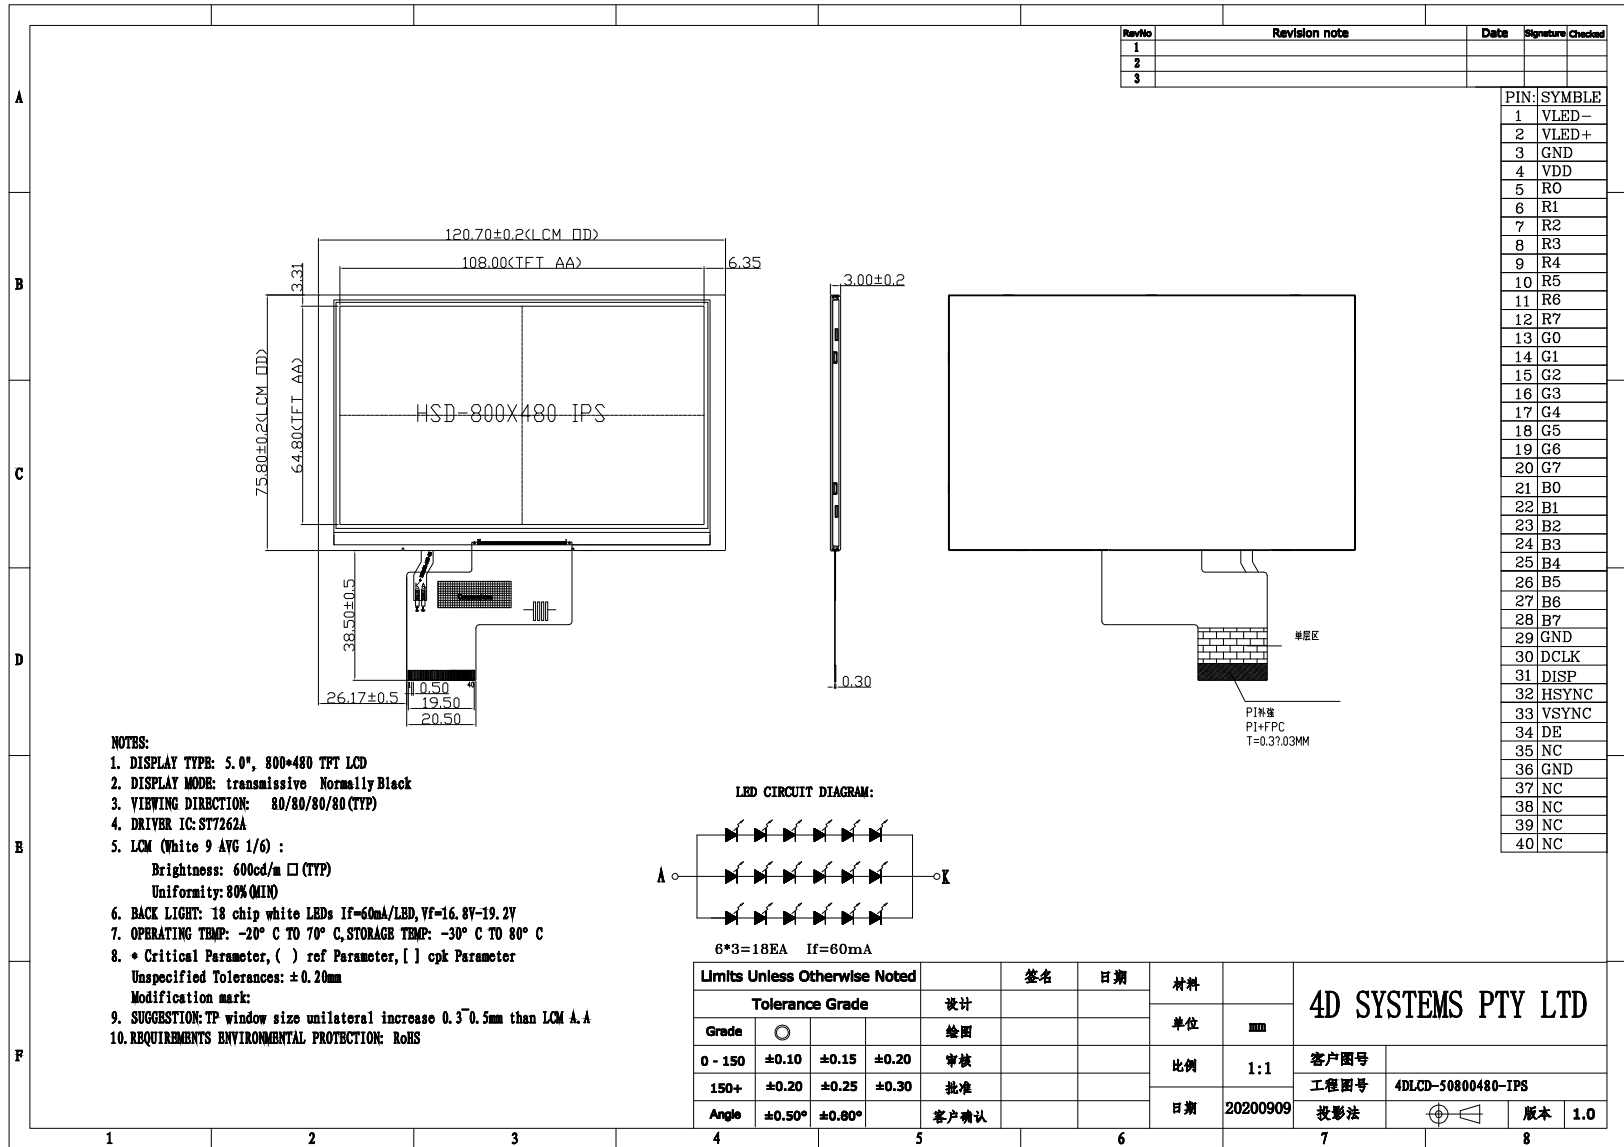 RevNo Revision note Date Signature Checked
1
2
3
PIN: SYMBLE
1 VLED-
2 VLED+
3 GND
4 VDD
5 R0
6 R1
7 R2
8 R3
9 R4
10 R5
11 R6
12 R7
13 G0
14 G1
15 G2
16 G3
17 G4
18 G5
19 G6
20 G7
21 B0
22 B1
23 B2
24 B3
25 B4
26 B5
27 B6
28 B7
29 GND
30 DCLK
31 DISP
32 HSYNC
33 VSYNC
34 DE
35 NC
36 GND
37 NC
38 NC
39 NC
40 NC
A
B
C
D
E
F
120.70±0.2(LCM OD)
108.00(TFT AA)
6.35
3.31
75.80±0.2(LCM OD)
64.80(TFT AA)
HSD-800X480 IPS
38.50±0.5
K A
1 40
0.50
26.17±0.5
19.50
20.50
3.00±0.2
0.30
单层区
PI补强
PI+FPC
T=0.3?.03MM
NOTES:
1. DISPLAY TYPE: 5.0", 800*480 TFT LCD
2. DISPLAY MODE: transmissive Normally Black
3. VIEWING DIRECTION: 80/80/80/80(TYP)
4. DRIVER IC:ST7262A
5. LCM (White 9 AVG 1/6) :
Brightness: 600cd/m □(TYP)
Uniformity:80%(MIN)
6. BACK LIGHT: 18 chip white LEDs If=60mA/LED,Vf=16.8V-19.2V
7. OPERATING TEMP: -20° C TO 70° C,STORAGE TEMP: -30° C TO 80° C
8. * Critical Parameter,( ) ref Parameter,[ ] cpk Parameter
Unspecified Tolerances: ±0.20mm
Modification mark:
9. SUGGESTION:TP window size unilateral increase 0.3~0.5mm than LCM A.A
10.REQUIREMENTS ENVIRONMENTAL PROTECTION: RoHS
LED CIRCUIT DIAGRAM:
A K
6*3=18EA If=60mA
Limits Unless Otherwise Noted 签名 日期 材料 4D SYSTEMS PTY LTD
Tolerance Grade 设计
Grade 绘图 单位 mm
0 - 150 ±0.10 ±0.15 ±0.20 审核 比例 1:1 客户图号
150+ ±0.20 ±0.25 ±0.30 批准 工程图号 4DLCD-50800480-IPS
Angle ±0.50° ±0.80° 客户确认 日期 20200909 投影法 版本 1.0
1 2 3 4 5 6 7 8